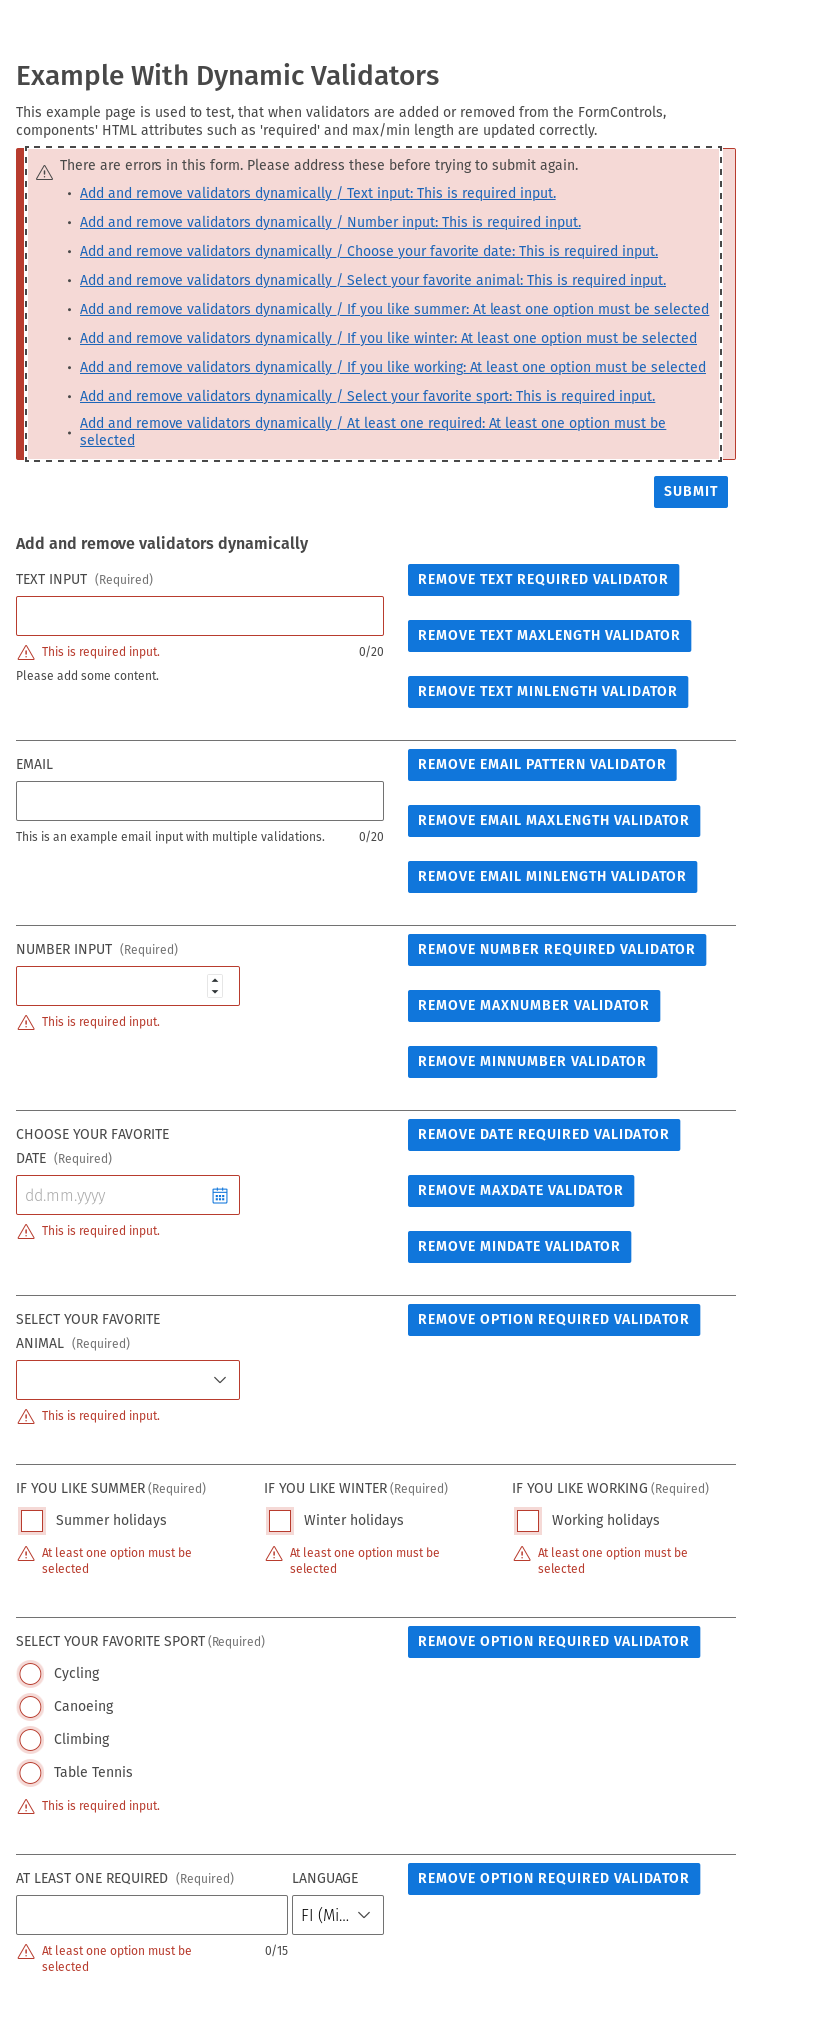 Example With Dynamic Validators
This example page is used to test, that when validators are added or removed from the FormControls,
components' HTML attributes such as 'required' and max/min length are updated correctly.
There are errors in this form. Please address these before trying to submit again.
Add and remove validators dynamically / Text input: This is required input.
Add and remove validators dynamically / Number input: This is required input.
Add and remove validators dynamically / Choose your favorite date: This is required input.
Add and remove validators dynamically / Select your favorite animal: This is required input.
Add and remove validators dynamically / If you like summer: At least one option must be selected
Add and remove validators dynamically / If you like winter: At least one option must be selected
Add and remove validators dynamically / If you like working: At least one option must be selected
Add and remove validators dynamically / Select your favorite sport: This is required input.
Add and remove validators dynamically / At least one required: At least one option must be
selected
SUBMIT
Add and remove validators dynamically
TEXT INPUT (Required)
REMOVE TEXT REQUIRED VALIDATOR
REMOVE TEXT MAXLENGTH VALIDATOR
This is required input. 0/20
Please add some content.
REMOVE TEXT MINLENGTH VALIDATOR
EMAIL
REMOVE EMAIL PATTERN VALIDATOR
REMOVE EMAIL MAXLENGTH VALIDATOR
This is an example email input with multiple validations. 0/20
REMOVE EMAIL MINLENGTH VALIDATOR
NUMBER INPUT (Required)
REMOVE NUMBER REQUIRED VALIDATOR
REMOVE MAXNUMBER VALIDATOR
This is required input.
REMOVE MINNUMBER VALIDATOR
CHOOSE YOUR FAVORITE
DATE (Required)
REMOVE DATE REQUIRED VALIDATOR
dd.mm.yyyy
REMOVE MAXDATE VALIDATOR
This is required input.
REMOVE MINDATE VALIDATOR
SELECT YOUR FAVORITE
ANIMAL (Required)
REMOVE OPTION REQUIRED VALIDATOR
This is required input.
IF YOU LIKE SUMMER (Required)
Summer holidays
At least one option must be
selected
IF YOU LIKE WINTER (Required)
Winter holidays
At least one option must be
selected
IF YOU LIKE WORKING (Required)
Working holidays
At least one option must be
selected
SELECT YOUR FAVORITE SPORT (Required)
REMOVE OPTION REQUIRED VALIDATOR
Cycling
Canoeing
Climbing
Table Tennis
This is required input.
AT LEAST ONE REQUIRED (Required)
LANGUAGE
REMOVE OPTION REQUIRED VALIDATOR
FI (Mi...
At least one option must be
selected
0/15